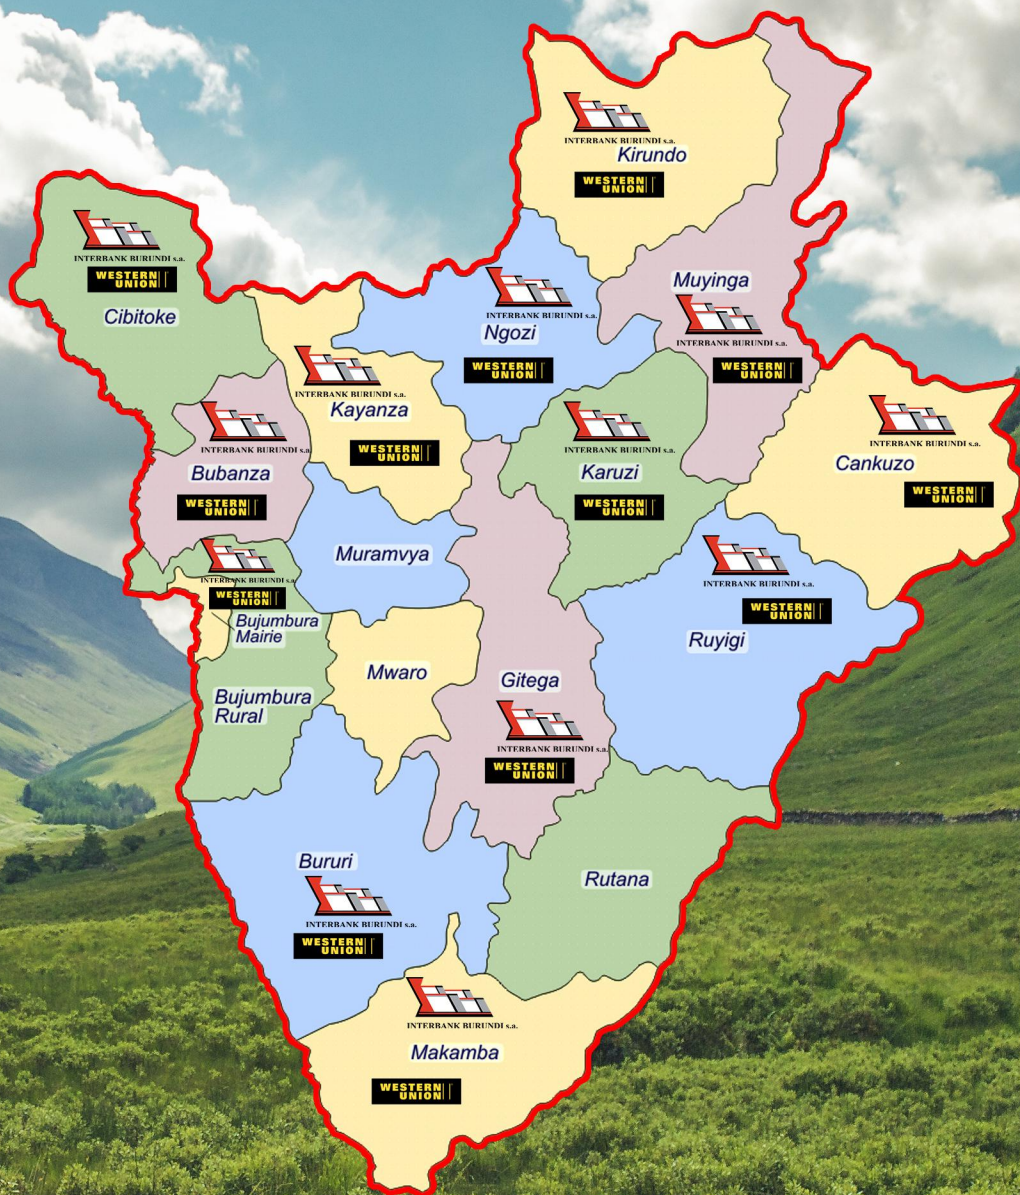 INTERBANK BURUNDI s.a.
Kirundo
WESTERN
UNION
INTERBANK BURUNDI s.a.
WESTERN
UNION
Cibitoke
Muyinga
INTERBANK BURUNDI s.a.
WESTERN
UNION
INTERBANK BURUNDI s.a.
Ngozi
WESTERN
UNION
INTERBANK BURUNDI s.a.
Kayanza
WESTERN
UNION
INTERBANK BURUNDI s.a.
Bubanza
WESTERN
UNION
INTERBANK BURUNDI s.a.
Karuzi
WESTERN
UNION
INTERBANK BURUNDI s.a.
Cankuzo
WESTERN
UNION
Muramvya
INTERBANK BURUNDI s.a.
WESTERN
UNION
Bujumbura
Mairie
INTERBANK BURUNDI s.a.
WESTERN
UNION
Ruyigi
Mwaro
Bujumbura
Rural
Gitega
INTERBANK BURUNDI s.a.
WESTERN
UNION
Bururi
INTERBANK BURUNDI s.a.
WESTERN
UNION
Rutana
INTERBANK BURUNDI s.a.
Makamba
WESTERN
UNION